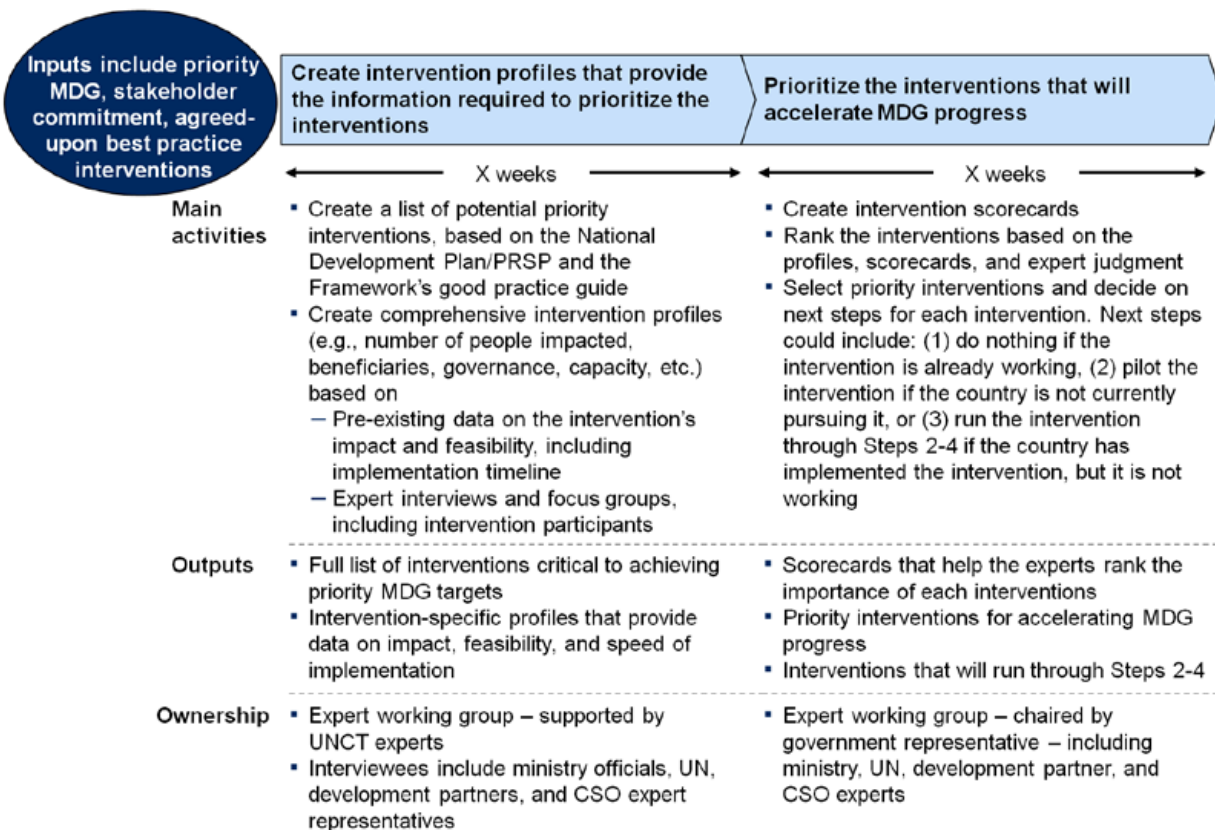 Inputs include priority
MDG, stakeholder
commitment, agreed-
upon best practice
interventions
Create intervention profiles that provide
the information required to prioritize the
interventions
Prioritize the interventions that will
accelerate MDG progress
X weeks
X weeks
Main
activities
▪ Create a list of potential priority
interventions, based on the National
Development Plan/PRSP and the
Framework's good practice guide
▪ Create comprehensive intervention profiles
(e.g., number of people impacted,
beneficiaries, governance, capacity, etc.)
based on
– Pre-existing data on the intervention's
impact and feasibility, including
implementation timeline
– Expert interviews and focus groups,
including intervention participants
▪ Create intervention scorecards
▪ Rank the interventions based on the
profiles, scorecards, and expert judgment
▪ Select priority interventions and decide on
next steps for each intervention. Next steps
could include: (1) do nothing if the
intervention is already working, (2) pilot the
intervention if the country is not currently
pursuing it, or (3) run the intervention
through Steps 2-4 if the country has
implemented the intervention, but it is not
working
Outputs
▪ Full list of interventions critical to achieving
priority MDG targets
▪ Intervention-specific profiles that provide
data on impact, feasibility, and speed of
implementation
▪ Scorecards that help the experts rank the
importance of each interventions
▪ Priority interventions for accelerating MDG
progress
▪ Interventions that will run through Steps 2-4
Ownership
▪ Expert working group – supported by
UNCT experts
▪ Interviewees include ministry officials, UN,
development partners, and CSO expert
representatives
▪ Expert working group – chaired by
government representative – including
ministry, UN, development partner, and
CSO experts